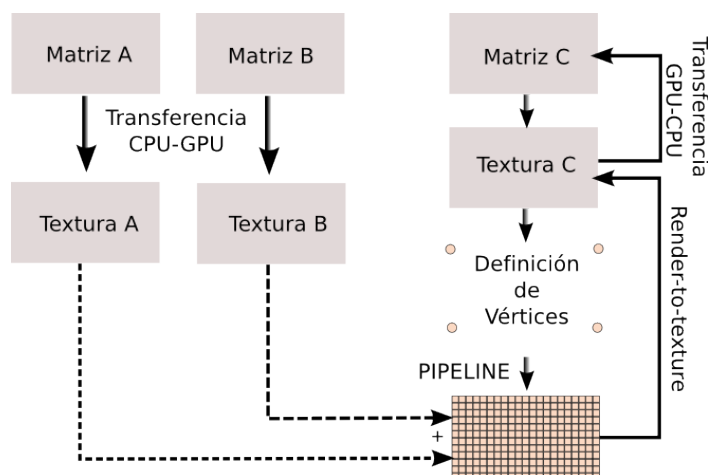 Matriz A
Matriz B
Matriz C
Transferencia
CPU-GPU
Transferencia
GPU-CPU
Textura A
Textura B
Textura C
Definición
de
Vértices
Render-to-texture
PIPELINE
+